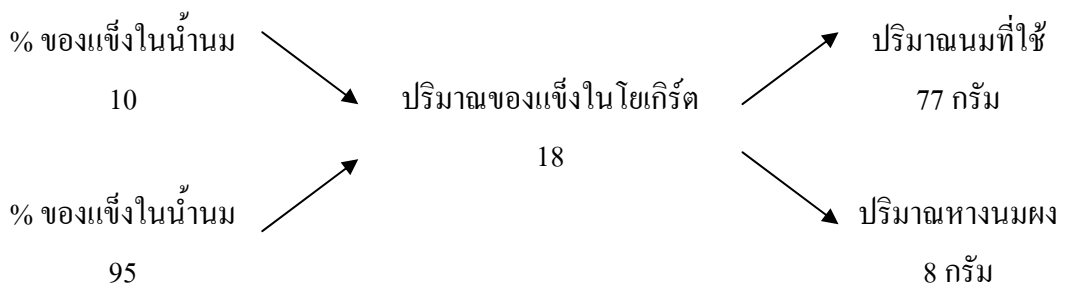 % ของแข็งในน้ำนม
10
% ของแข็งในน้ำนม
95
ปริมาณของแข็งในโยเกิร์ต
18
ปริมาณนมที่ใช้
77 กรัม
ปริมาณหางนมผง
8 กรัม